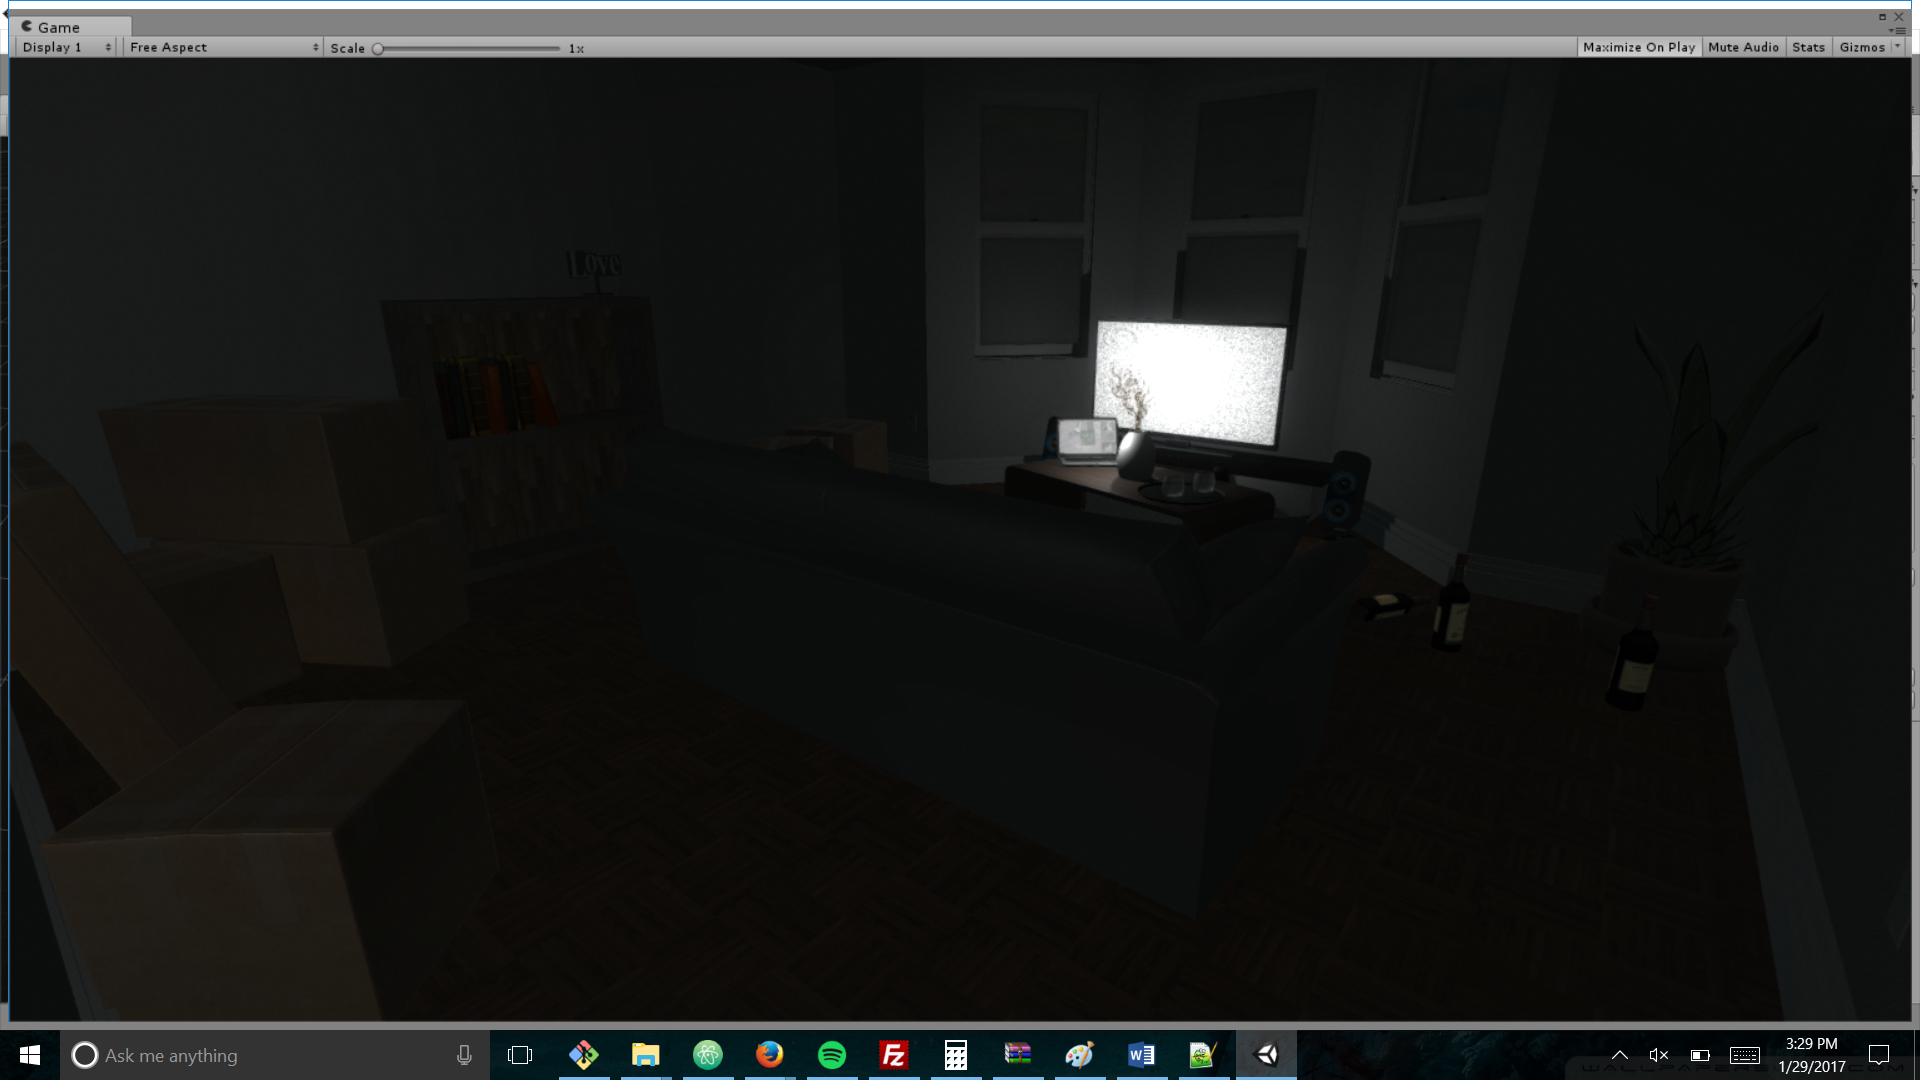 Game
Display 1
Free Aspect
Scale
1x
Maximize On Play
Mute Audio
Stats
Gizmos
Love
Ask me anything
Fz
W
3:29 PM
1/29/2017